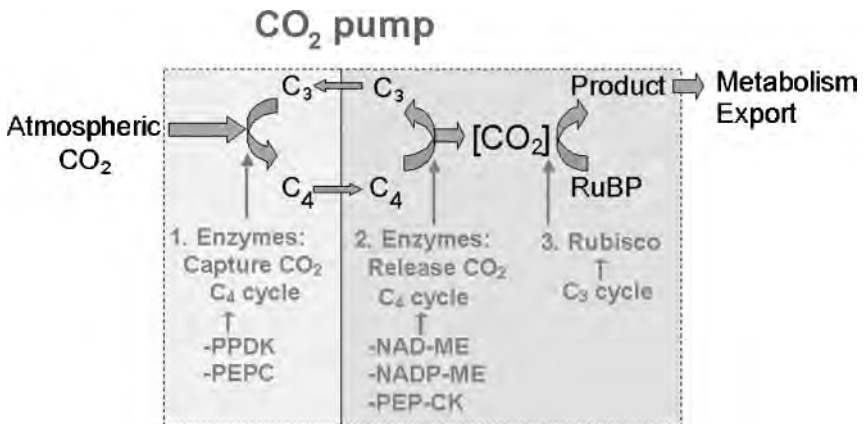 CO₂ pump
Atmospheric
CO₂
C₃
C₃
C₄
C₄
[CO₂]
Product
RuBP
Metabolism
Export
1. Enzymes:
Capture CO₂
C₄ cycle
-PPDK
-PEPC
2. Enzymes:
Release CO₂
C₄ cycle
-NAD-ME
-NADP-ME
-PEP-CK
3. Rubisco
C₃ cycle